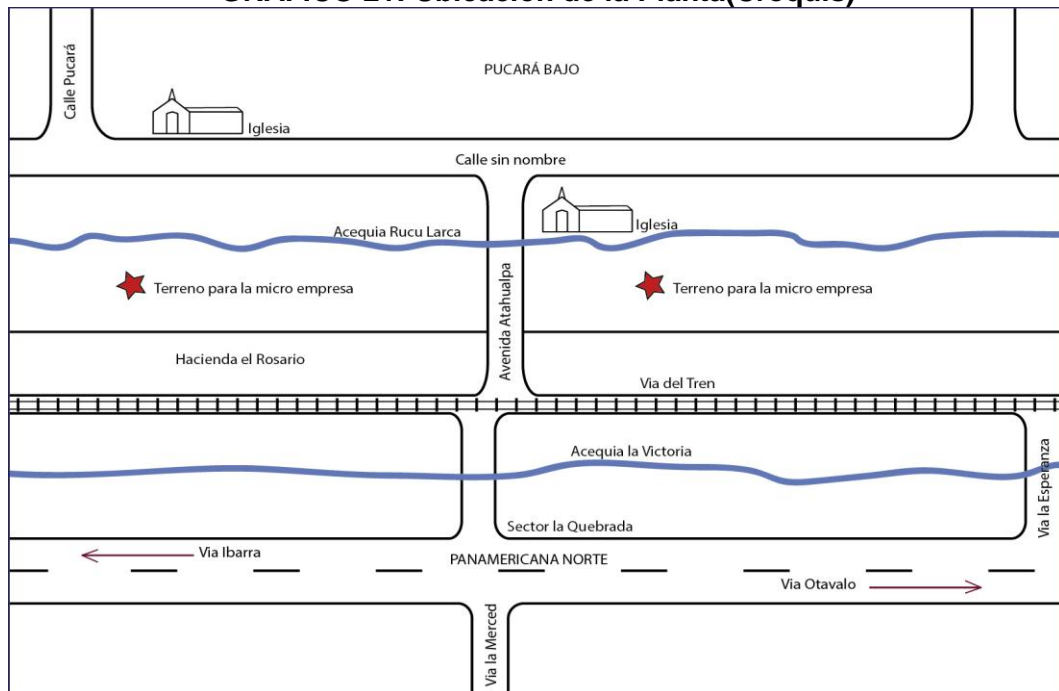 Calle Pucará
PUCARÁ BAJO
Iglesia
Calle sin nombre
Acequia Rucu Larca
Iglesia
Terreno para la micro empresa
Terreno para la micro empresa
Avenida Atahualpa
Hacienda el Rosario
Via del Tren
Acequia la Victoria
Via la Esperanza
Sector la Quebrada
Via Ibarra
PANAMERICANA NORTE
Via Otavalo
Via la Merced